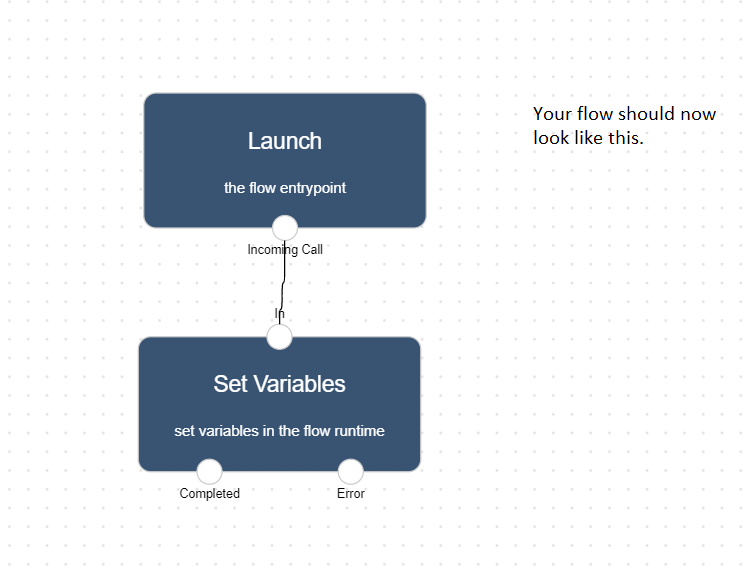 Launch
the flow entrypoint
Incoming Call
Your flow should now
look like this.
In
Set Variables
set variables in the flow runtime
Completed
Error